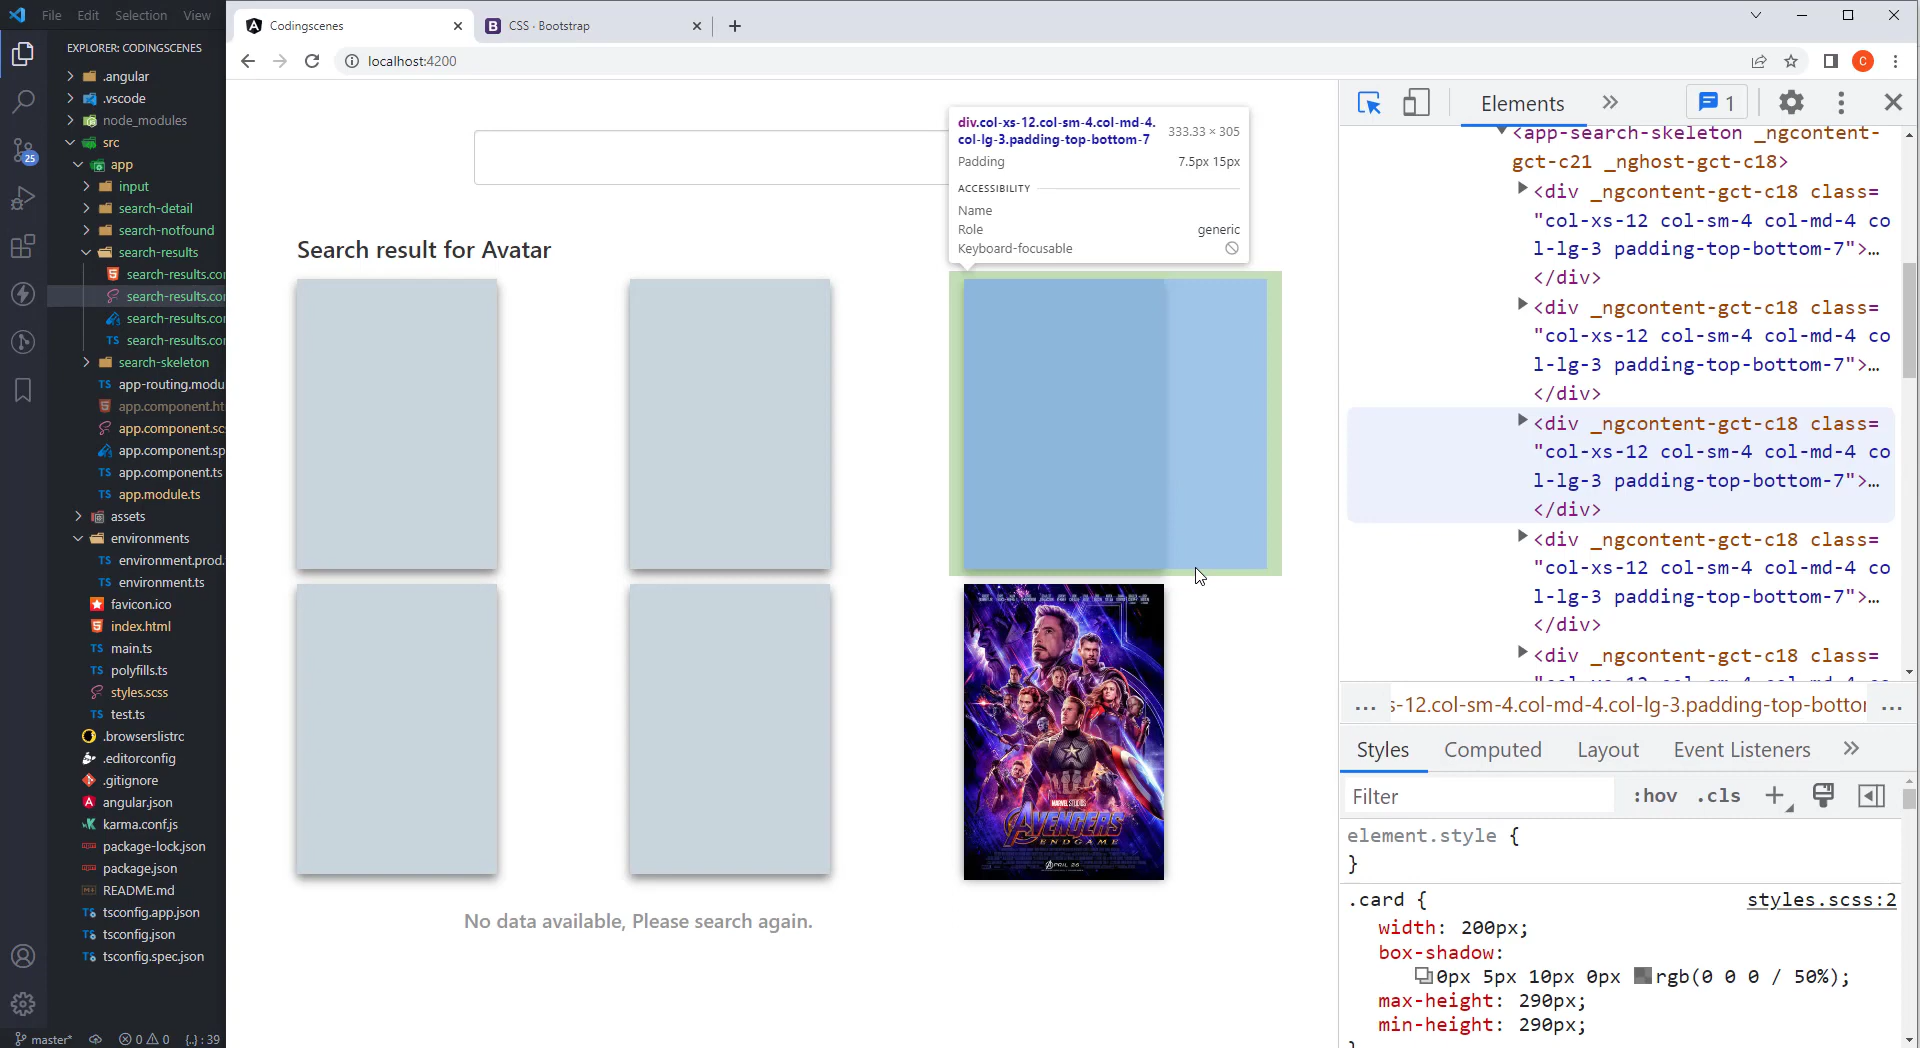 File Edit Selection View
EXPLORER: CODINGSCENES
.angular
.vscode
node_modules
src
app
input
search-detail
search-notfound
search-results
search-results.co
search-results.co
search-results.co
TS search-results.co
search-skeleton
TS app-routing.modu
app.component.ht
app.component.sc
app.component.sp
TS app.component.ts
TS app.module.ts
assets
environments
TS environment.prod.
TS environment.ts
favicon.ico
index.html
TS main.ts
TS polyfills.ts
styles.scss
TS test.ts
.browserslistrc
.editorconfig
.gitignore
angular.json
karma.conf.js
package-lock.json
package.json
README.md
tsconfig.app.json
tsconfig.json
tsconfig.spec.json
25
master* 0 0 {..} : 39
Codingscenes
CSS · Bootstrap
localhost:4200
C
div.col-xs-12.col-sm-4.col-md-4.
col-lg-3.padding-top-bottom-7
333.33 × 305
Padding 7.5px 15px
ACCESSIBILITY
Name
Role generic
Keyboard-focusable
Search result for Avatar
MARVEL STUDIOS
AVENGERS
ENDGAME
APRIL 26
No data available, Please search again.
Elements
1
<app-search-skeleton _ngcontent-
gct-c21 _nghost-gct-c18>
<div _ngcontent-gct-c18 class=
"col-xs-12 col-sm-4 col-md-4 co
l-lg-3 padding-top-bottom-7">…
</div>
<div _ngcontent-gct-c18 class=
"col-xs-12 col-sm-4 col-md-4 co
l-lg-3 padding-top-bottom-7">…
</div>
<div _ngcontent-gct-c18 class=
"col-xs-12 col-sm-4 col-md-4 co
l-lg-3 padding-top-bottom-7">…
</div>
<div _ngcontent-gct-c18 class=
"col-xs-12 col-sm-4 col-md-4 co
l-lg-3 padding-top-bottom-7">…
</div>
<div _ngcontent-gct-c18 class=
… s-12.col-sm-4.col-md-4.col-lg-3.padding-top-botto …
Styles Computed Layout Event Listeners
Filter :hov .cls
element.style {
}
.card { styles.scss:2
width: 200px;
box-shadow:
0px 5px 10px 0px rgb(0 0 0 / 50%);
max-height: 290px;
min-height: 290px;